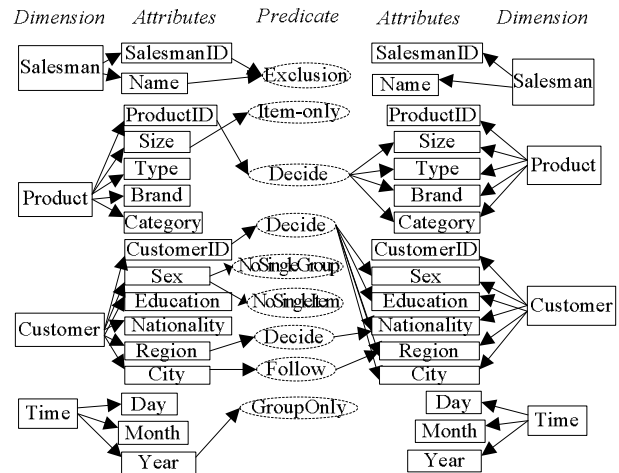 Dimension Attributes Predicate Attributes Dimension
SalesmanID SalesmanID
Salesman Exclusion Salesman
Name Name
ProductID Item-only ProductID
Size Size
Type Decide Type Product
Product Brand Brand
Category Decide Category
CustomerID CustomerID
Sex NoSingleGroup Sex
Education NoSingleItem Education Customer
Customer Nationality Decide Nationality
Region Region
City Follow City
Time Day GroupOnly Day Time
Month Month
Year Year